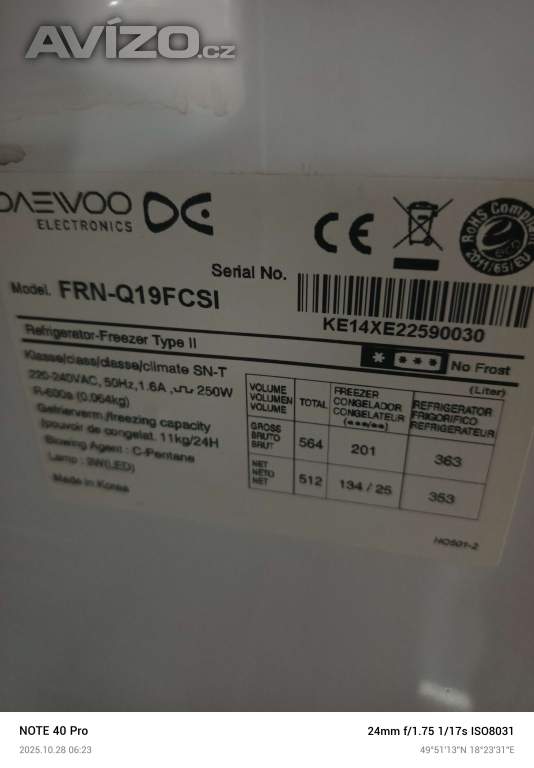 AVÍZO.cz
DAEWOO
ELECTRONICS
CE
RoHS Compliant
2011/65/EU
Serial No.
KE14XE22590030
Model. FRN-Q19FCSI
Refrigerator-Freezer Type II
No Frost
Klasse/class/classe/climate SN-T
220-240VAC, 50Hz, 1.6A, 250W
R-600a (0.064kg)
Gefrierverm./freezing capacity
(pouvoir de congelat. 11kg/24H
Blowing Agent : C-Pentane
Lamp : 3W(LED)
Made in Korea
(Liter)
VOLUME VOLUMEN VOLUME TOTAL FREEZER CONGELADOR CONGELATEUR REFRIGERATOR FRIGORIFICO REFRIGERATEUR
GROSS BRUTO BRUT 564 201 363
NET NETO NET 512 134 / 25 353
HO501-2
NOTE 40 Pro
24mm f/1.75 1/17s ISO8031
2025.10.28 06:23
49°51'13"N 18°23'31"E